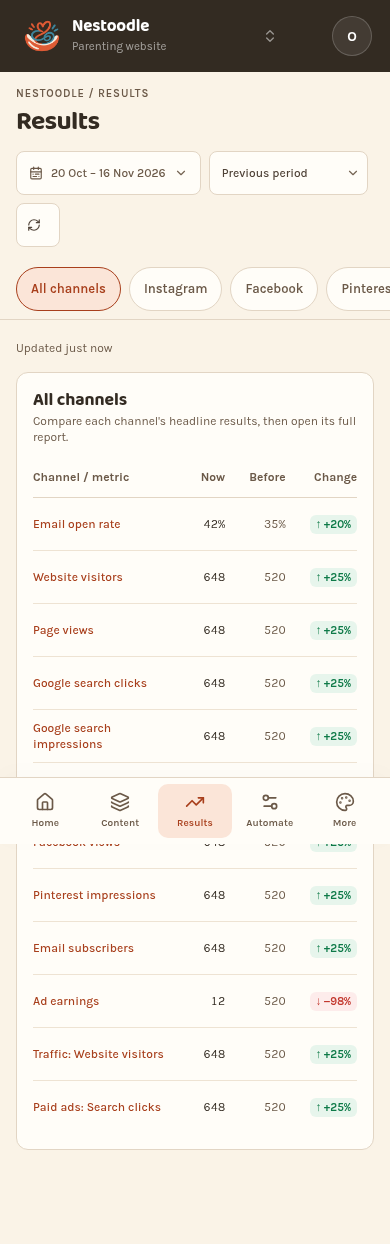 Nestoodle
Parenting website
O
NESTOODLE / RESULTS
Results
20 Oct – 16 Nov 2026
Previous period
All channels
Instagram
Facebook
Updated just now
All channels
Compare each channel's headline results, then open its full
report.
Channel / metric Now Before Change
Email open rate 42% 35% ↑ +20%
Website visitors 648 520 ↑ +25%
Page views 648 520 ↑ +25%
Google search clicks 648 520 ↑ +25%
Google search
impressions 648 520 ↑ +25%
Home
Content
Results
Automate
More
Pinterest impressions 648 520 ↑ +25%
Email subscribers 648 520 ↑ +25%
Ad earnings 12 520 ↓ −98%
Traffic: Website visitors 648 520 ↑ +25%
Paid ads: Search clicks 648 520 ↑ +25%